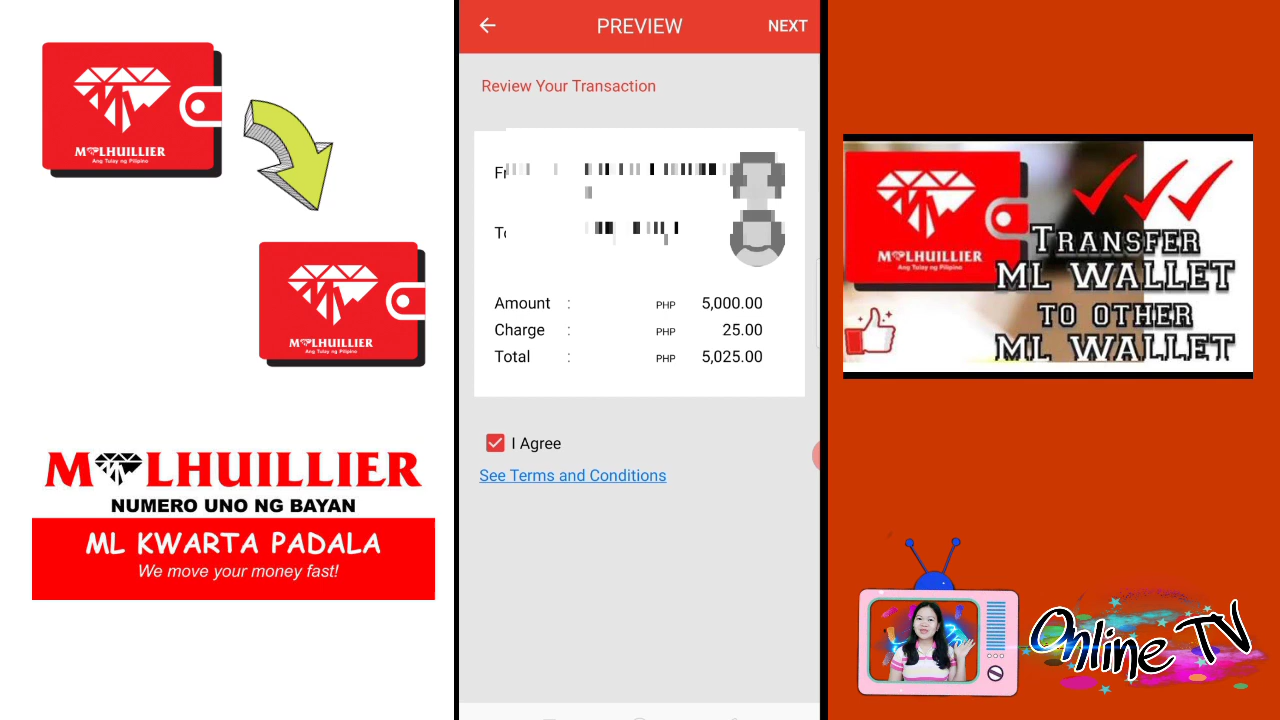 M LHUILLIER
Ang Tulay ng Pilipino
M LHUILLIER
Ang Tulay ng Pilipino
M LHUILLIER
NUMERO UNO NG BAYAN
ML KWARTA PADALA
We move your money fast!
PREVIEW NEXT
Review Your Transaction
Amount : PHP 5,000.00
Charge : PHP 25.00
Total : PHP 5,025.00
I Agree
See Terms and Conditions
M LHUILLIER
Ang Tulay ng Pilipino
TRANSFER
ML WALLET
TO OTHER
ML WALLET
Online TV